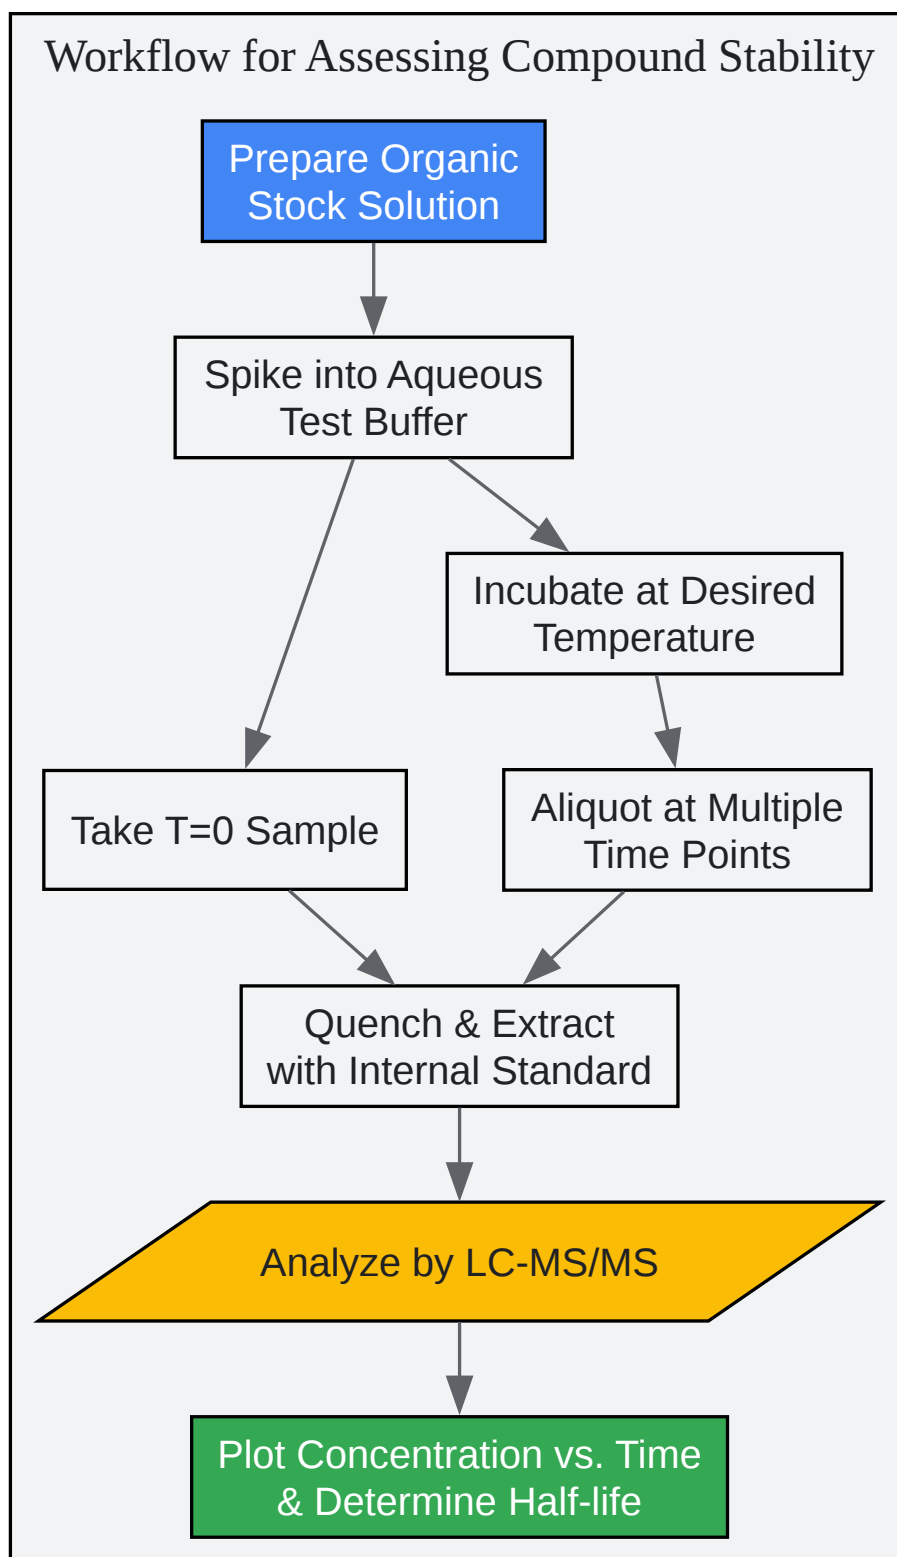 Workflow for Assessing Compound Stability
Prepare Organic
Stock Solution
Spike into Aqueous
Test Buffer
Incubate at Desired
Temperature
Take T=0 Sample
Aliquot at Multiple
Time Points
Quench & Extract
with Internal Standard
Analyze by LC-MS/MS
Plot Concentration vs. Time
& Determine Half-life